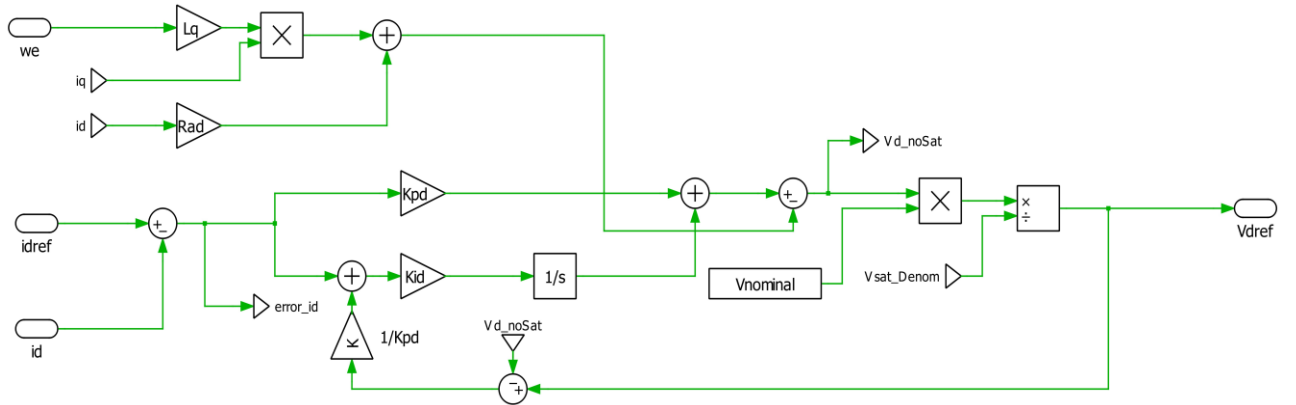 we
Lq
iq
id
Rad
Vd_noSat
Kpd
idref
Vdref
error_id
Kid
1/s
Vnominal
Vsat_Denom
id
K
1/Kpd
Vd_noSat